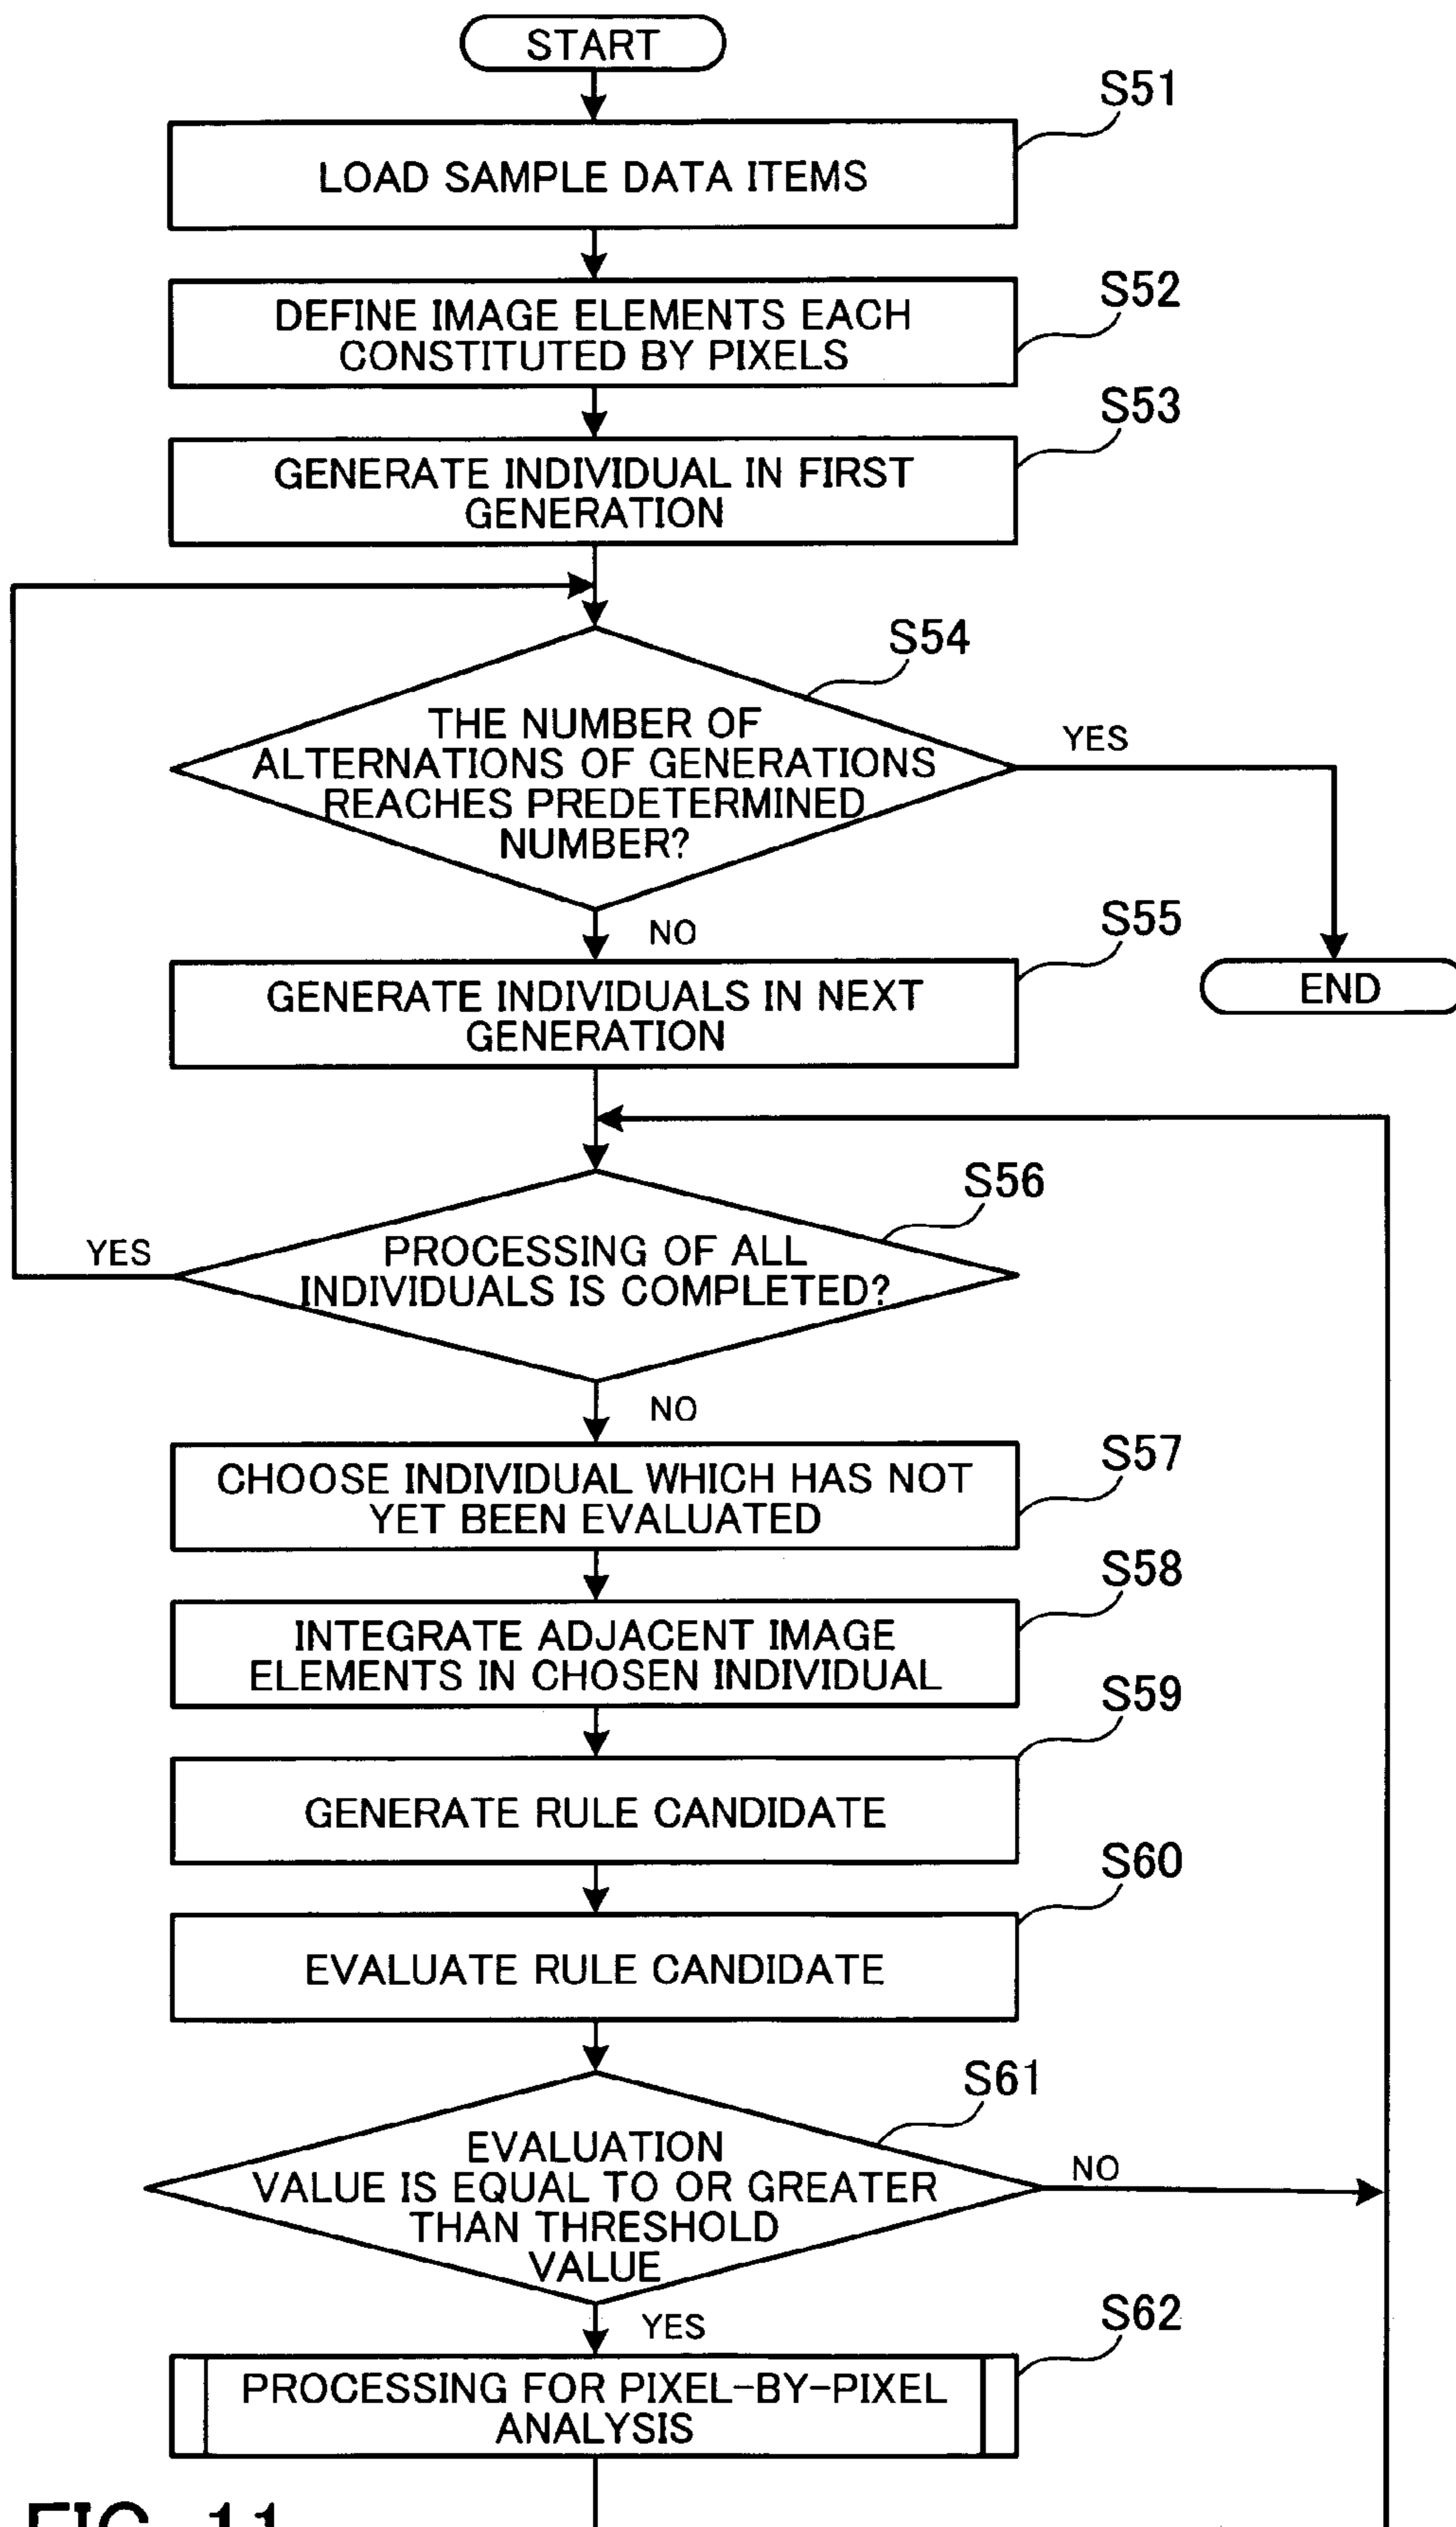 START
S51
LOAD SAMPLE DATA ITEMS
S52
DEFINE IMAGE ELEMENTS EACH
CONSTITUTED BY PIXELS
S53
GENERATE INDIVIDUAL IN FIRST
GENERATION
S54
THE NUMBER OF
ALTERNATIONS OF GENERATIONS
REACHES PREDETERMINED
NUMBER?
YES
NO
S55
GENERATE INDIVIDUALS IN NEXT
GENERATION
END
S56
PROCESSING OF ALL
INDIVIDUALS IS COMPLETED?
YES
NO
S57
CHOOSE INDIVIDUAL WHICH HAS NOT
YET BEEN EVALUATED
S58
INTEGRATE ADJACENT IMAGE
ELEMENTS IN CHOSEN INDIVIDUAL
S59
GENERATE RULE CANDIDATE
S60
EVALUATE RULE CANDIDATE
S61
EVALUATION
VALUE IS EQUAL TO OR GREATER
THAN THRESHOLD
VALUE
NO
YES
S62
PROCESSING FOR PIXEL-BY-PIXEL
ANALYSIS
FIG. 11